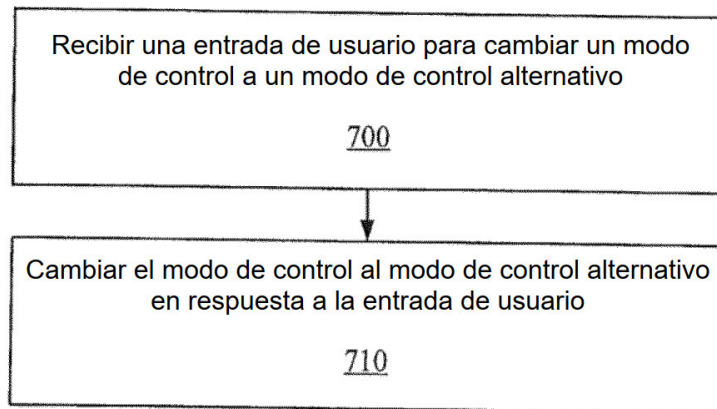 Recibir una entrada de usuario para cambiar un modo
de control a un modo de control alternativo
700
Cambiar el modo de control al modo de control alternativo
en respuesta a la entrada de usuario
710